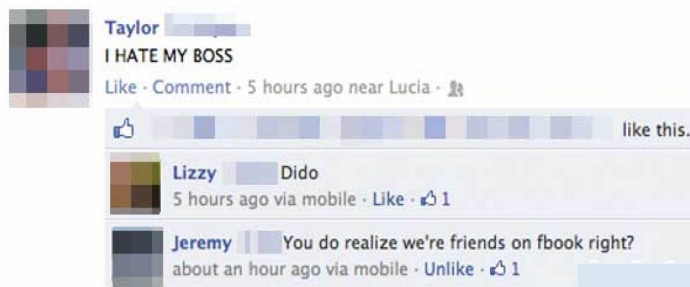 Taylor
I HATE MY BOSS
Like · Comment · 5 hours ago near Lucia ·
like this.
Lizzy Dido
5 hours ago via mobile · Like · 1
Jeremy You do realize we're friends on fbook right?
about an hour ago via mobile · Unlike · 1